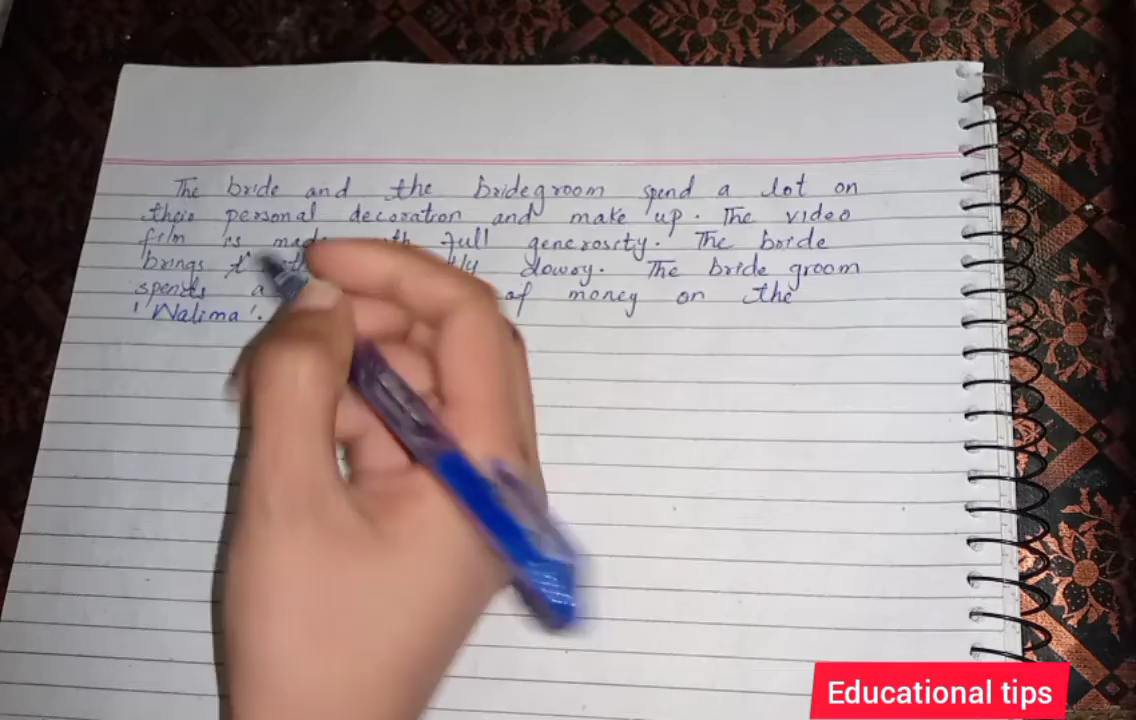 The bride and the bridegroom spend a lot on
their personal decoration and make up. The video
film is made full generosity. The bride
brings dowry. The bride groom
spends a of money on the
'Walima'.
Educational tips